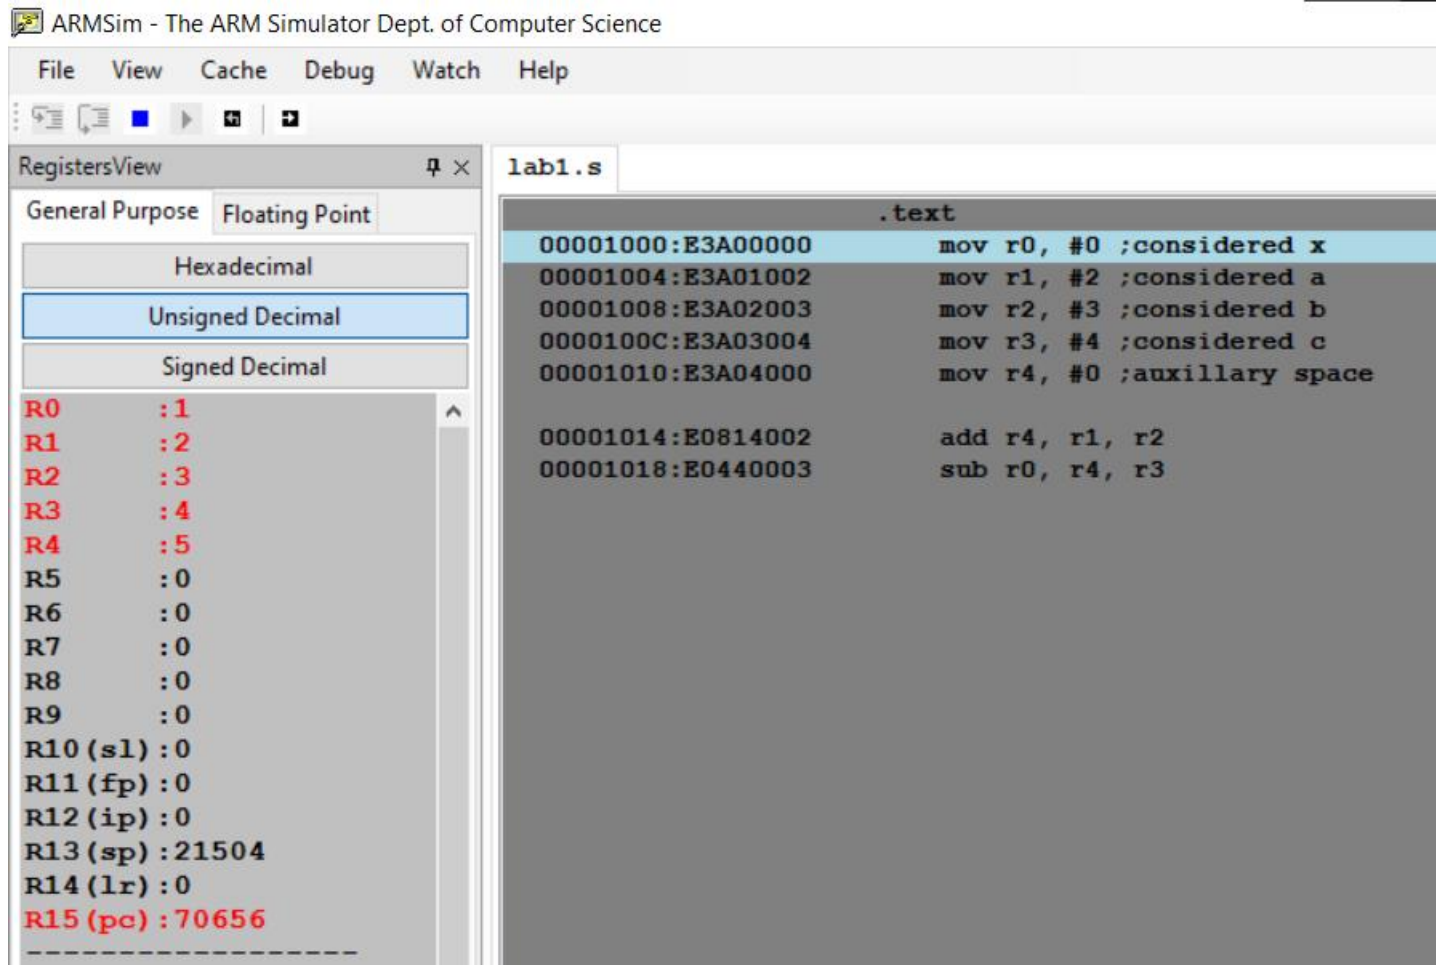 ARMSim - The ARM Simulator Dept. of Computer Science
File View Cache Debug Watch Help
RegistersView
General Purpose Floating Point
Hexadecimal
Unsigned Decimal
Signed Decimal
R0 :1
R1 :2
R2 :3
R3 :4
R4 :5
R5 :0
R6 :0
R7 :0
R8 :0
R9 :0
R10(sl):0
R11(fp):0
R12(ip):0
R13(sp):21504
R14(lr):0
R15(pc):70656
-------------------
lab1.s
.text
00001000:E3A00000 mov r0, #0 ;considered x
00001004:E3A01002 mov r1, #2 ;considered a
00001008:E3A02003 mov r2, #3 ;considered b
0000100C:E3A03004 mov r3, #4 ;considered c
00001010:E3A04000 mov r4, #0 ;auxillary space
00001014:E0814002 add r4, r1, r2
00001018:E0440003 sub r0, r4, r3